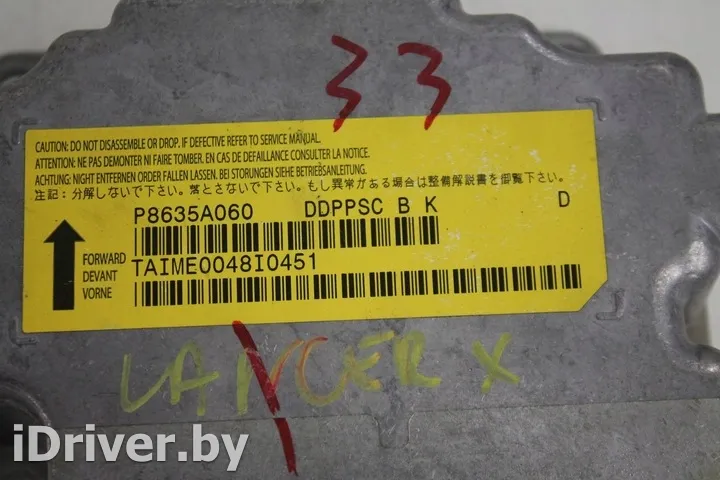 33
CAUTION: DO NOT DISASSEMBLE OR DROP. IF DEFECTIVE REFER TO SERVICE MANUAL.
ATTENTION: NE PAS DEMONTER NI FAIRE TOMBER. EN CAS DE DEFAILLANCE CONSULTER LA NOTICE.
ACHTUNG: NIGHT ENTFERNEN ORDER FALLEN LASSEN. BEI STORUNGEN SIEHE BETRIEBSANLEITUNG.
注記: 分解しないで下さい。落とさないで下さい。もし異常がある場合は整備解説書を御覧下さい。
P8635A060 DDPPSC B K D
FORWARD
DEVANT
VORNE
TAIME0048I0451
LANCER X
iDriver.by